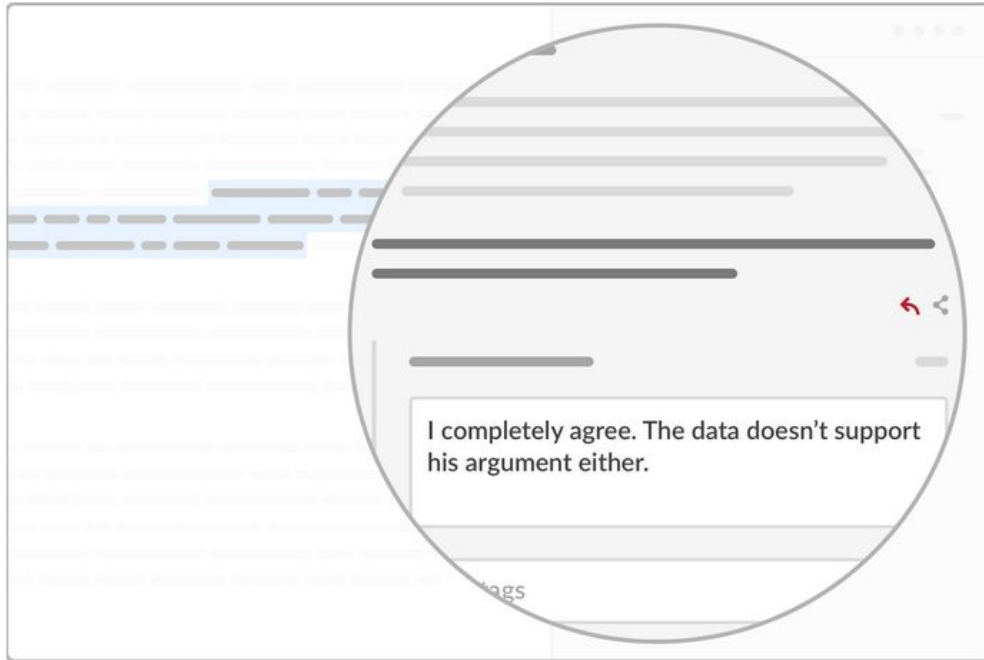 I completely agree. The data doesn’t support
his argument either.
tags